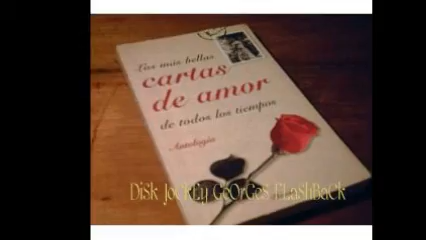 Las más bellas
cartas
de amor
de todos los tiempos
Antología
DiSK JocKEy GeOrGeS FLashBacK